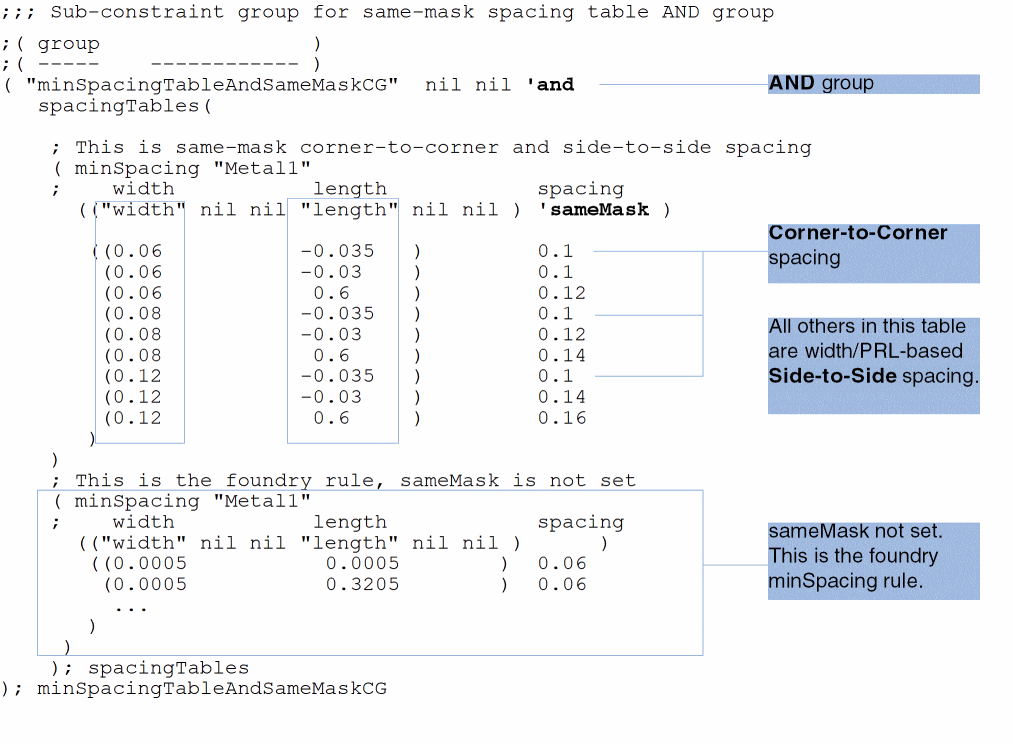 ;;; Sub-constraint group for same-mask spacing table AND group
;( group                 )
;( -----    ------------ )
( "minSpacingTableAndSameMaskCG"  nil nil 'and
AND group
spacingTables(
; This is same-mask corner-to-corner and side-to-side spacing
( minSpacing "Metal1"
;    width           length            spacing
(("width" nil nil "length" nil nil ) 'sameMask )
Corner-to-Corner
spacing
((0.06           -0.035   )         0.1
(0.06           -0.03    )         0.1
(0.06            0.6     )         0.12
(0.08           -0.035   )         0.1
(0.08           -0.03    )         0.12
(0.08            0.6     )         0.14
(0.12           -0.035   )         0.1
(0.12           -0.03    )         0.14
(0.12            0.6     )         0.16
All others in this table
are width/PRL-based
Side-to-Side spacing.
)
)
; This is the foundry rule, sameMask is not set
( minSpacing "Metal1"
;    width           length            spacing
(("width" nil nil "length" nil nil )      )
((0.0005           0.0005        )  0.06
(0.0005           0.3205        )  0.06
...
)
)
sameMask not set.
This is the foundry
minSpacing rule.
); spacingTables
); minSpacingTableAndSameMaskCG